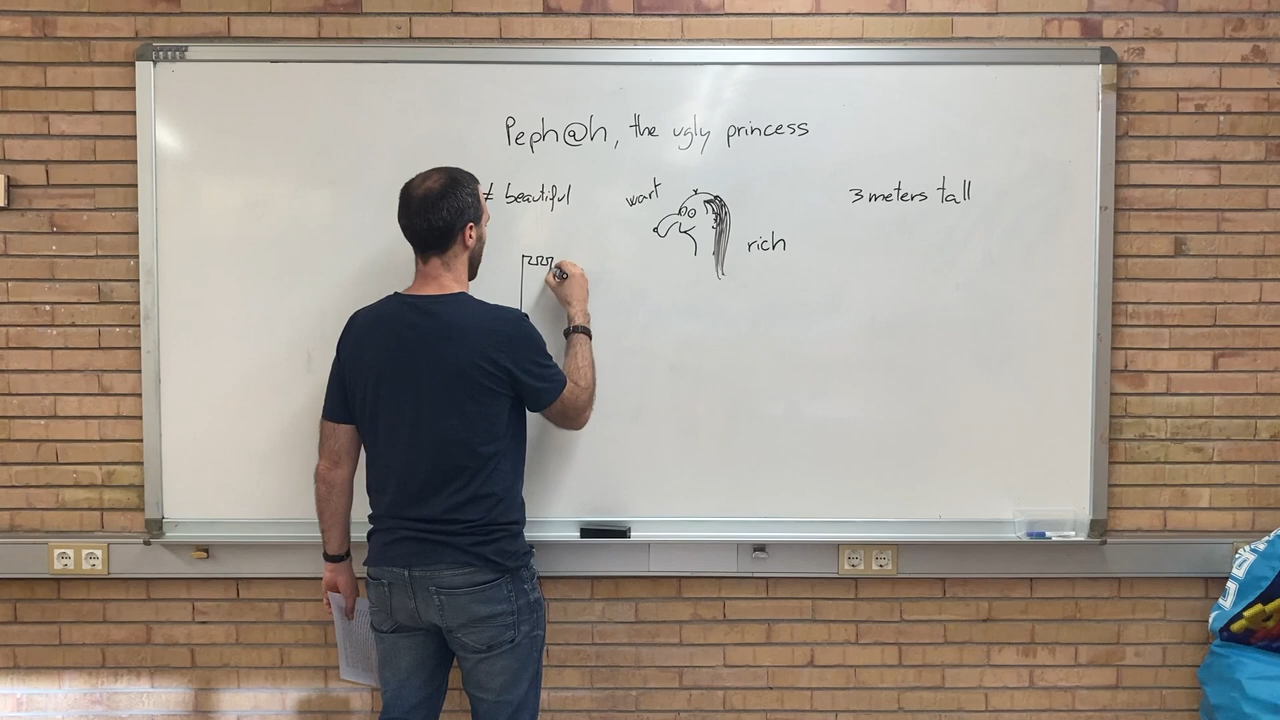 Peph@h, the ugly princess
≠ beautiful
wart
3 meters tall
rich